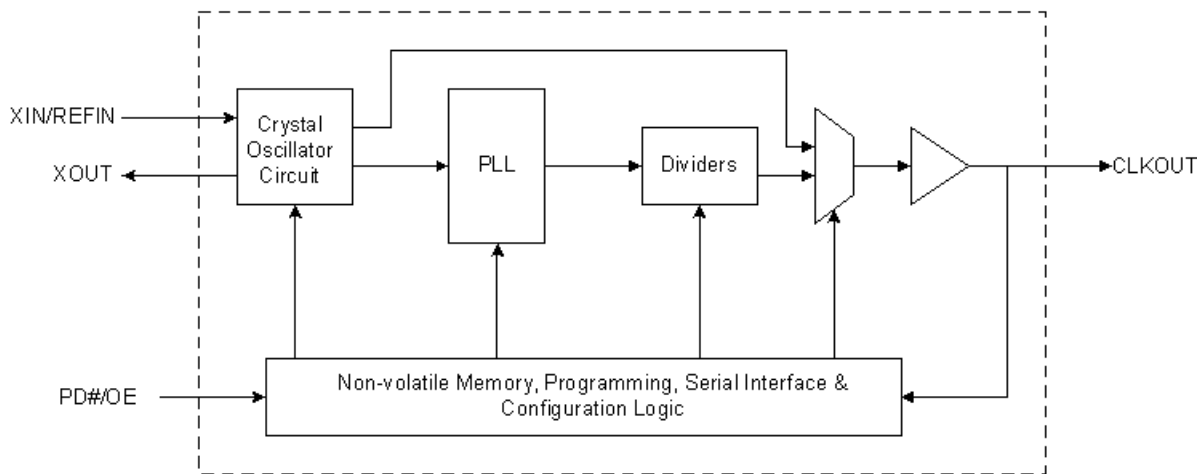 XIN/REFIN
XOUT
Crystal
Oscillator
Circuit
PLL
Dividers
CLKOUT
PD#/OE
Non-volatile Memory, Programming, Serial Interface &
Configuration Logic